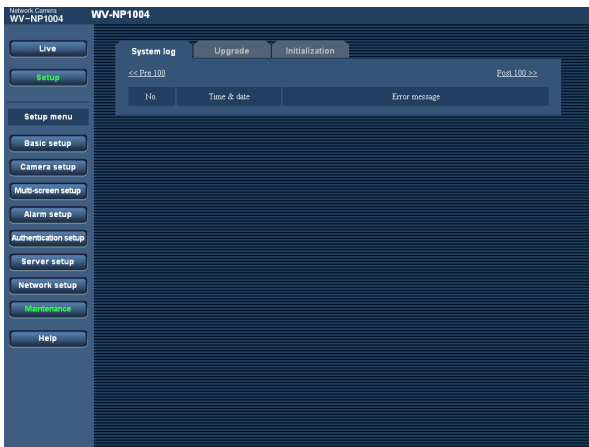 Network Camera
WV-NP1004
WV-NP1004
Live
Setup
Setup menu
Basic setup
Camera setup
Multi-screen setup
Alarm setup
Authentication setup
Server setup
Network setup
Maintenance
Help
System log Upgrade Initialization
<< Pre 100 Post 100 >>
No. Time & date Error message